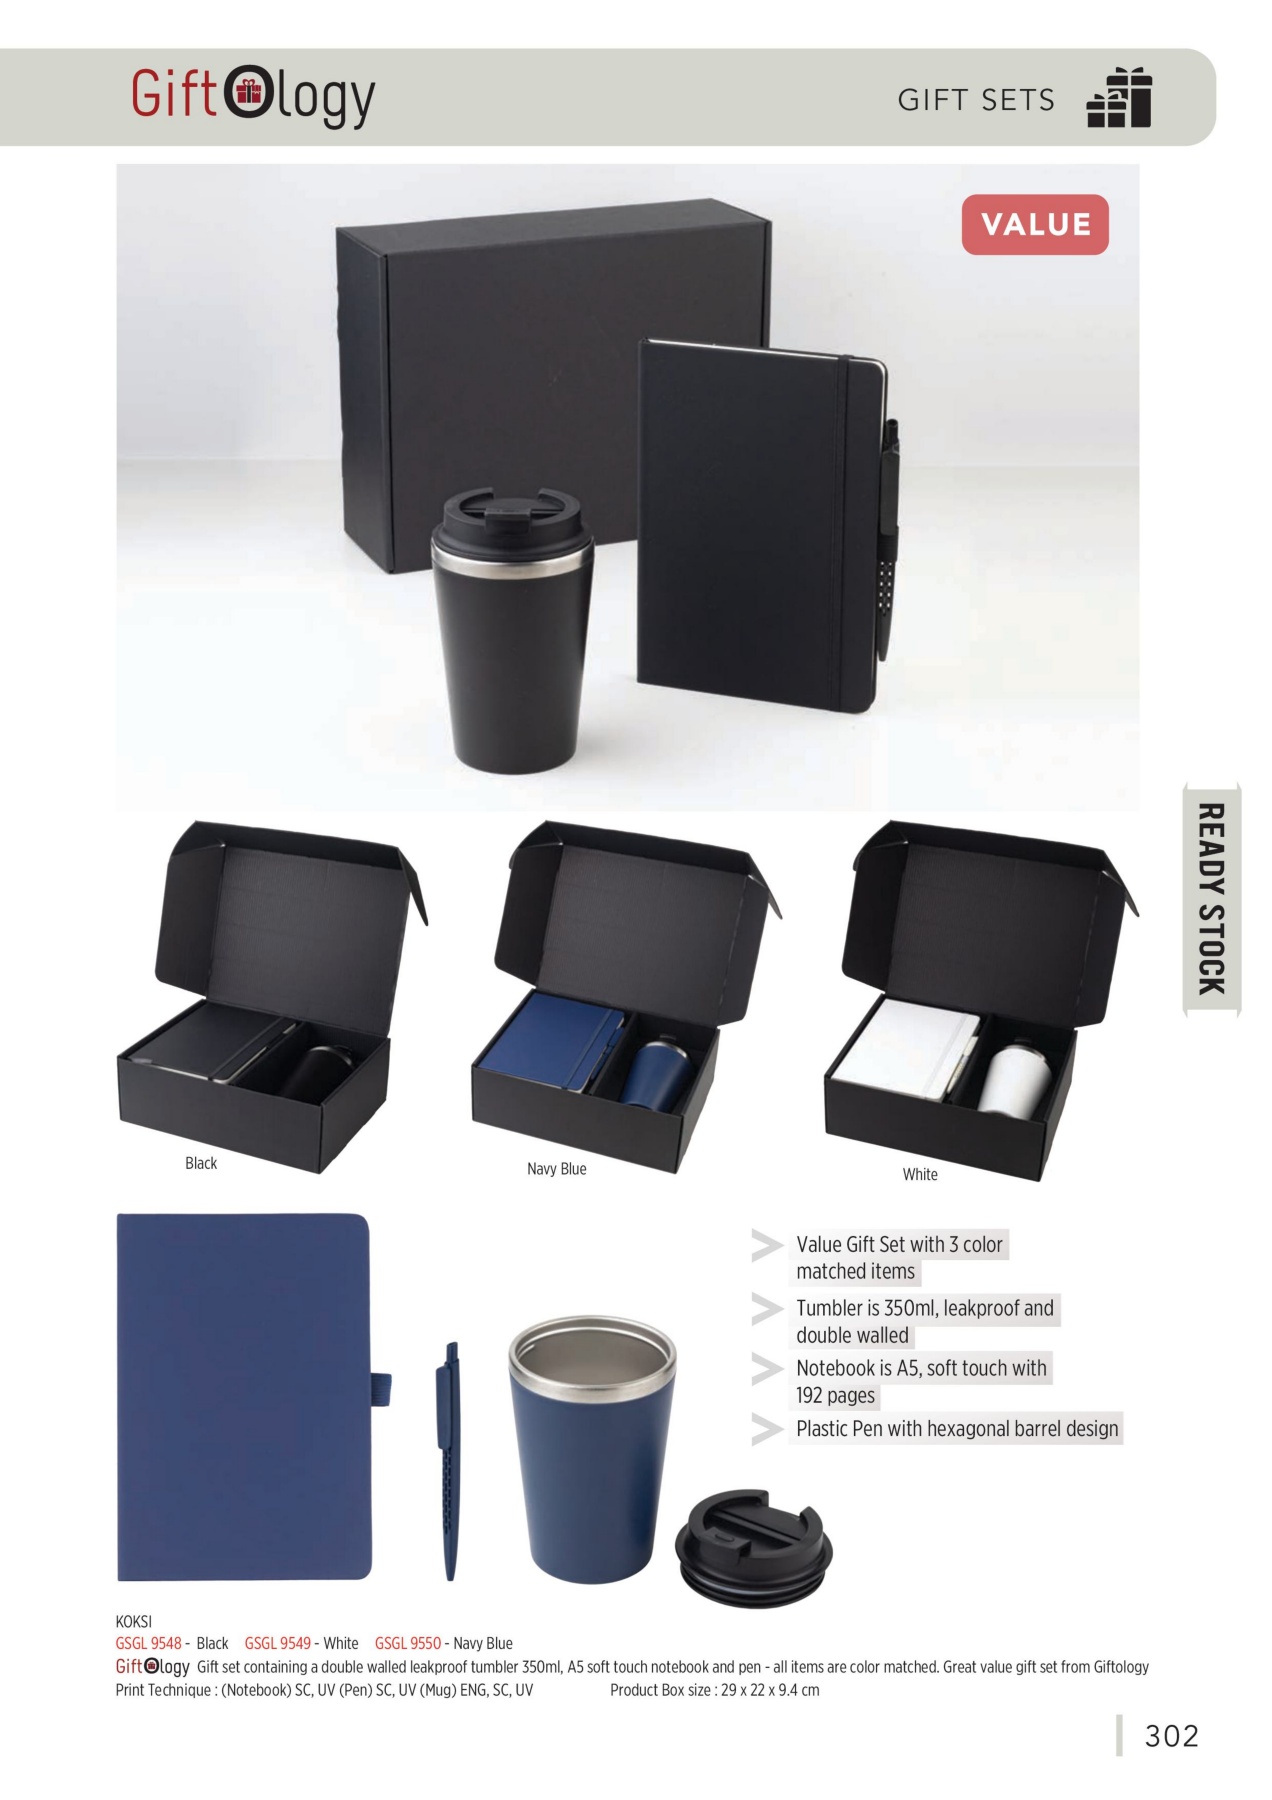 GiftOlogy
GIFT SETS
VALUE
READY STOCK
Black
Navy Blue
White
Value Gift Set with 3 color
matched items
Tumbler is 350ml, leakproof and
double walled
Notebook is A5, soft touch with
192 pages
Plastic Pen with hexagonal barrel design
KOKSI
GSGL 9548 - Black GSGL 9549 - White GSGL 9550 - Navy Blue
GiftOlogy Gift set containing a double walled leakproof tumbler 350ml, A5 soft touch notebook and pen - all items are color matched. Great value gift set from Giftology
Print Technique : (Notebook) SC, UV (Pen) SC, UV (Mug) ENG, SC, UV Product Box size : 29 x 22 x 9.4 cm
302